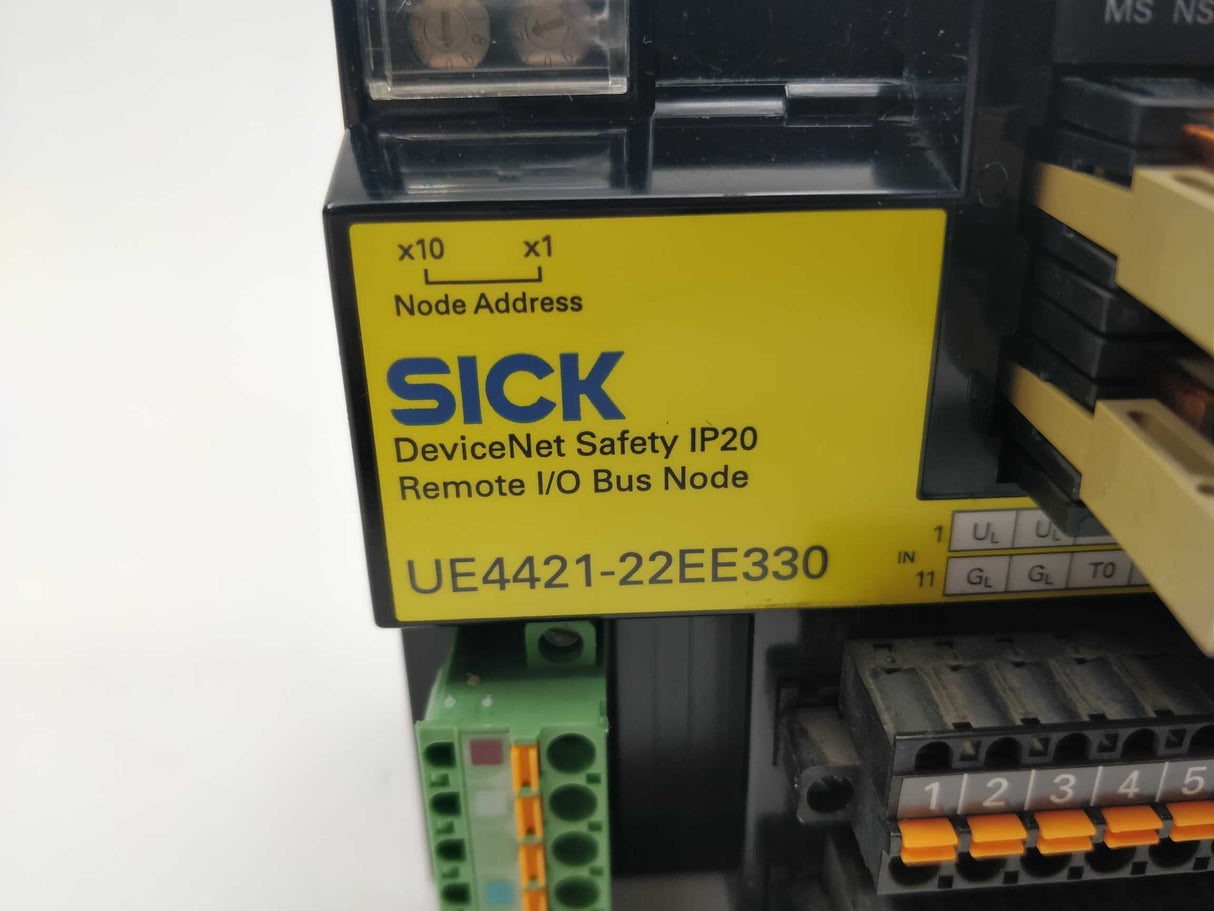 MS NS
x10 x1
Node Address
SICK
DeviceNet Safety IP20
Remote I/O Bus Node
UE4421-22EE330
IN
1 UL UL
11 GL GL T0
1 2 3 4 5